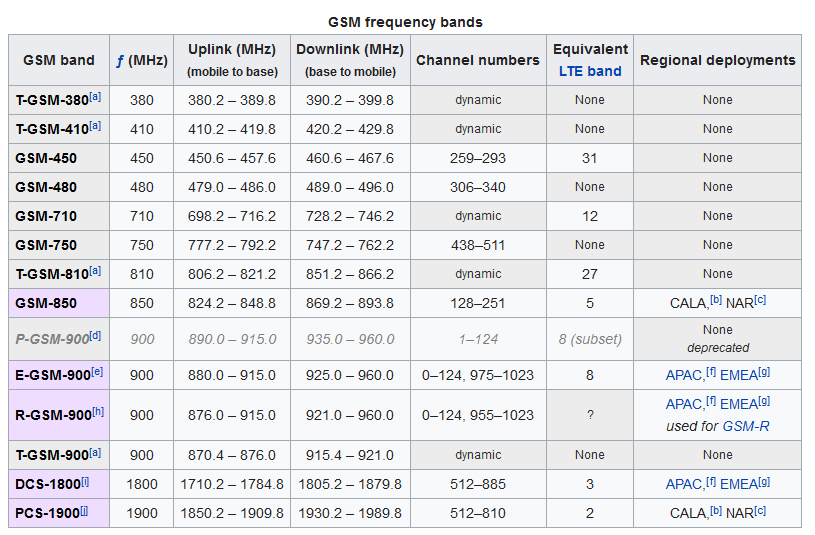 GSM frequency bands
GSM band ƒ (MHz) Uplink (MHz) (mobile to base) Downlink (MHz) (base to mobile) Channel numbers Equivalent LTE band Regional deployments
T-GSM-380[a] 380 380.2 – 389.8 390.2 – 399.8 dynamic None None
T-GSM-410[a] 410 410.2 – 419.8 420.2 – 429.8 dynamic None None
GSM-450 450 450.6 – 457.6 460.6 – 467.6 259–293 31 None
GSM-480 480 479.0 – 486.0 489.0 – 496.0 306–340 None None
GSM-710 710 698.2 – 716.2 728.2 – 746.2 dynamic 12 None
GSM-750 750 777.2 – 792.2 747.2 – 762.2 438–511 None None
T-GSM-810[a] 810 806.2 – 821.2 851.2 – 866.2 dynamic 27 None
GSM-850 850 824.2 – 848.8 869.2 – 893.8 128–251 5 CALA,[b] NAR[c]
P-GSM-900[d] 900 890.0 – 915.0 935.0 – 960.0 1–124 8 (subset) None
deprecated
E-GSM-900[e] 900 880.0 – 915.0 925.0 – 960.0 0–124, 975–1023 8 APAC,[f] EMEA[g]
R-GSM-900[h] 900 876.0 – 915.0 921.0 – 960.0 0–124, 955–1023 ? APAC,[f] EMEA[g]
used for GSM-R
T-GSM-900[a] 900 870.4 – 876.0 915.4 – 921.0 dynamic None None
DCS-1800[i] 1800 1710.2 – 1784.8 1805.2 – 1879.8 512–885 3 APAC,[f] EMEA[g]
PCS-1900[j] 1900 1850.2 – 1909.8 1930.2 – 1989.8 512–810 2 CALA,[b] NAR[c]